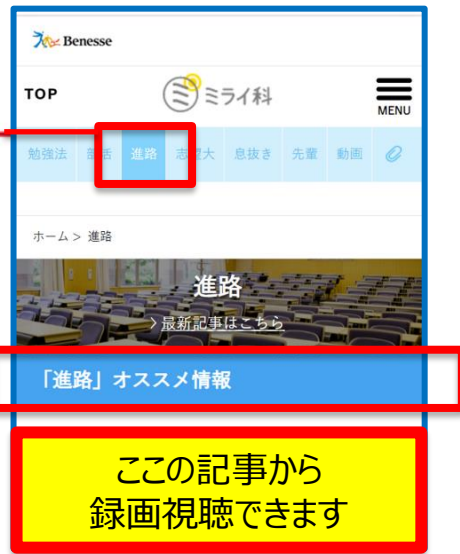 Benesse
TOP
ミライ科
MENU
勉強法 部活 進路 志望大 息抜き 先輩 動画
ホーム > 進路
進路
> 最新記事はこちら
「進路」オススメ情報
ここの記事から
録画視聴できます